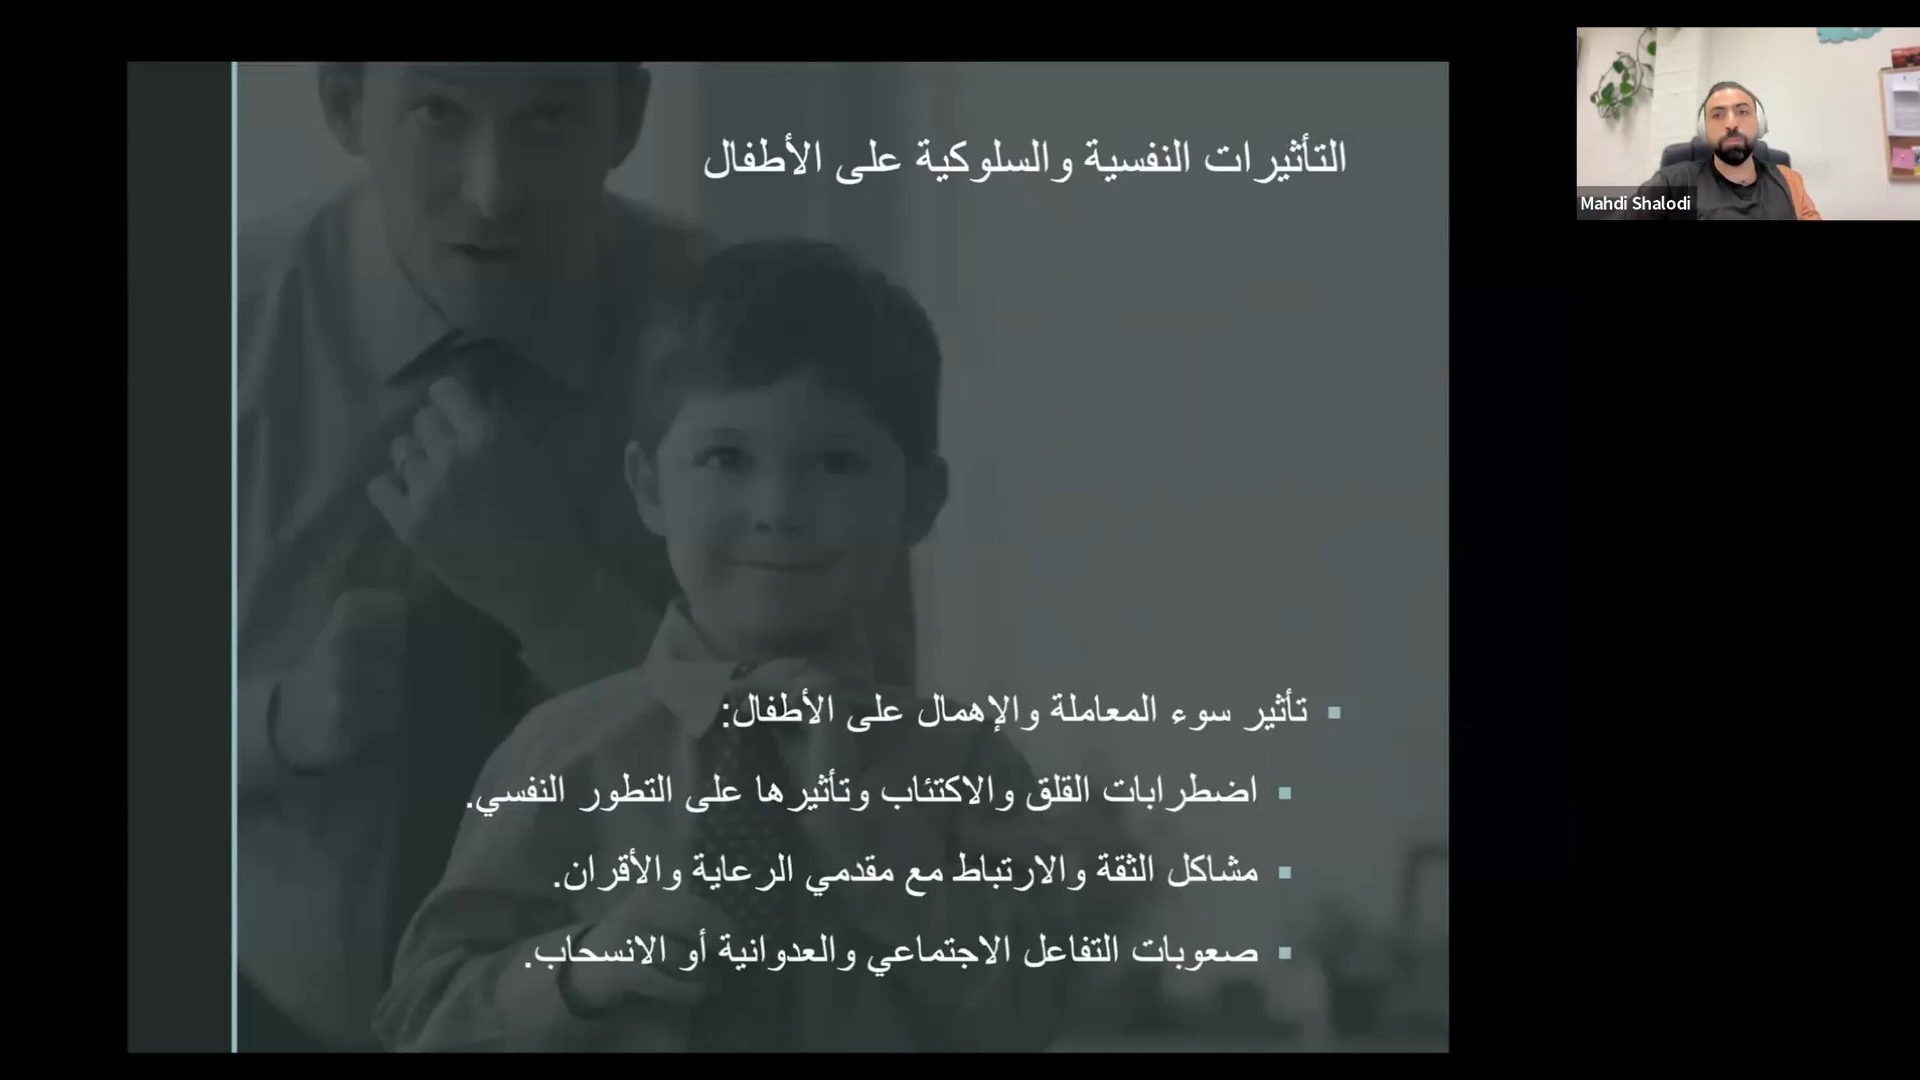 التأثيرات النفسية والسلوكية على الأطفال
تأثير سوء المعاملة والإهمال على الأطفال:
اضطرابات القلق والاكتئاب وتأثيرها على التطور النفسي.
مشاكل الثقة والارتباط مع مقدمي الرعاية والأقران.
صعوبات التفاعل الاجتماعي والعدوانية أو الانسحاب.
Mahdi Shalodi